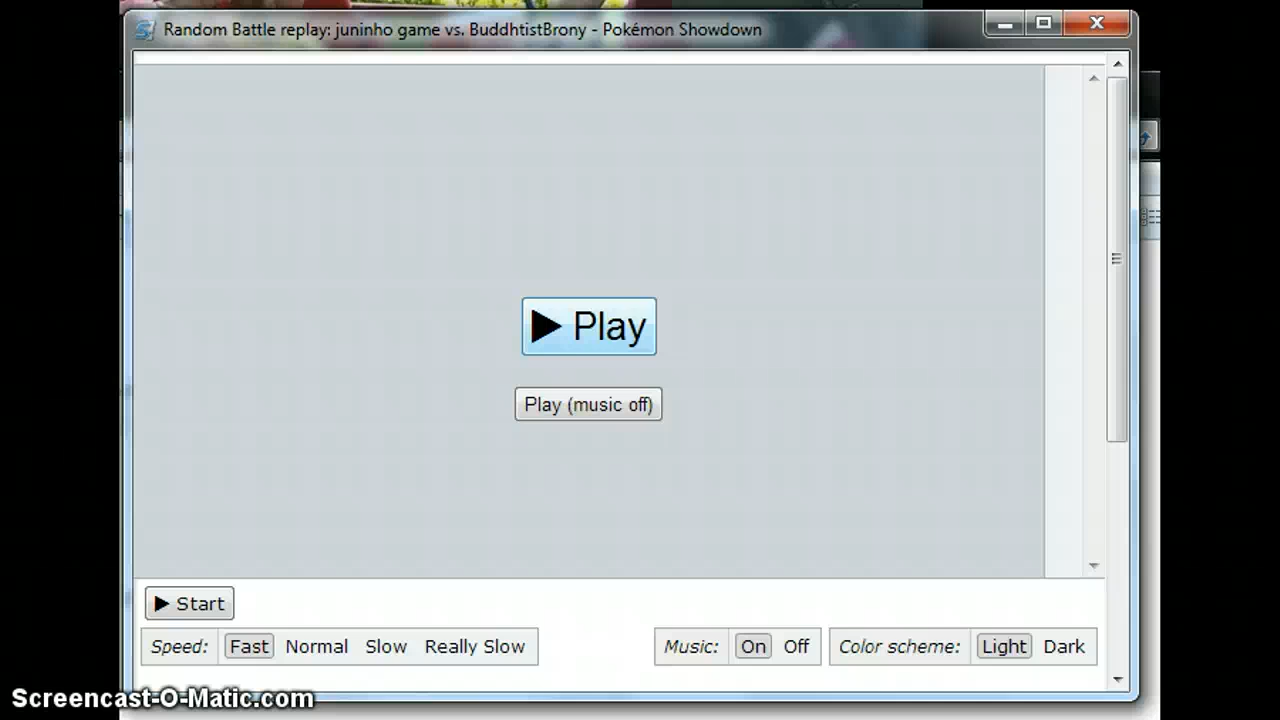 Random Battle replay: juninho game vs. BuddhtistBrony - Pokémon Showdown
Play
Play (music off)
Start
Speed: Fast Normal Slow Really Slow Music: On Off Color scheme: Light Dark
Screencast-O-Matic.com